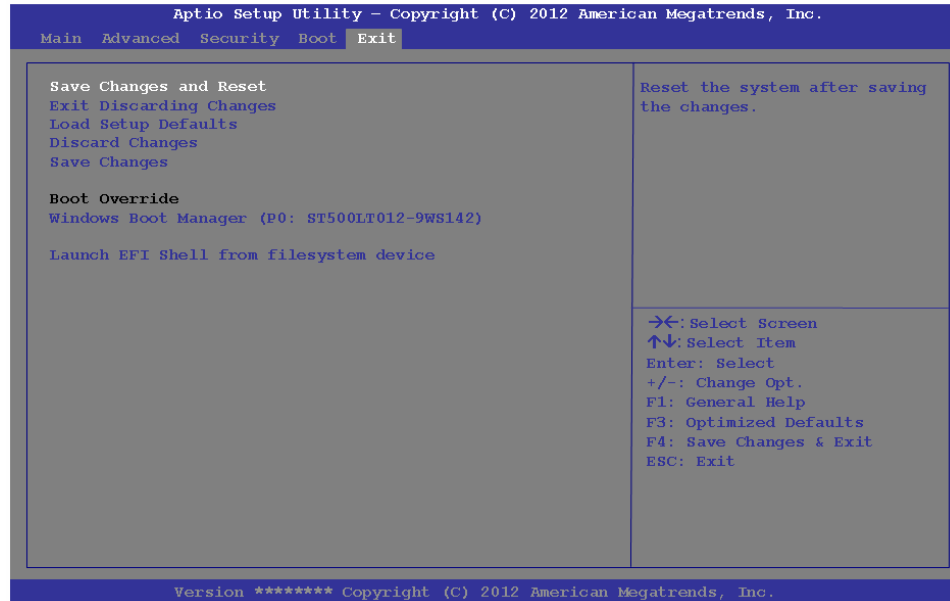 Aptio Setup Utility – Copyright (C) 2012 American Megatrends, Inc.
Main Advanced Security Boot Exit
Save Changes and Reset
Exit Discarding Changes
Load Setup Defaults
Discard Changes
Save Changes
Boot Override
Windows Boot Manager (P0: ST500LT012-9WS142)
Launch EFI Shell from filesystem device
Reset the system after saving
the changes.
→←: Select Screen
↑↓: Select Item
Enter: Select
+/-: Change Opt.
F1: General Help
F3: Optimized Defaults
F4: Save Changes & Exit
ESC: Exit
Version ******** Copyright (C) 2012 American Megatrends, Inc.